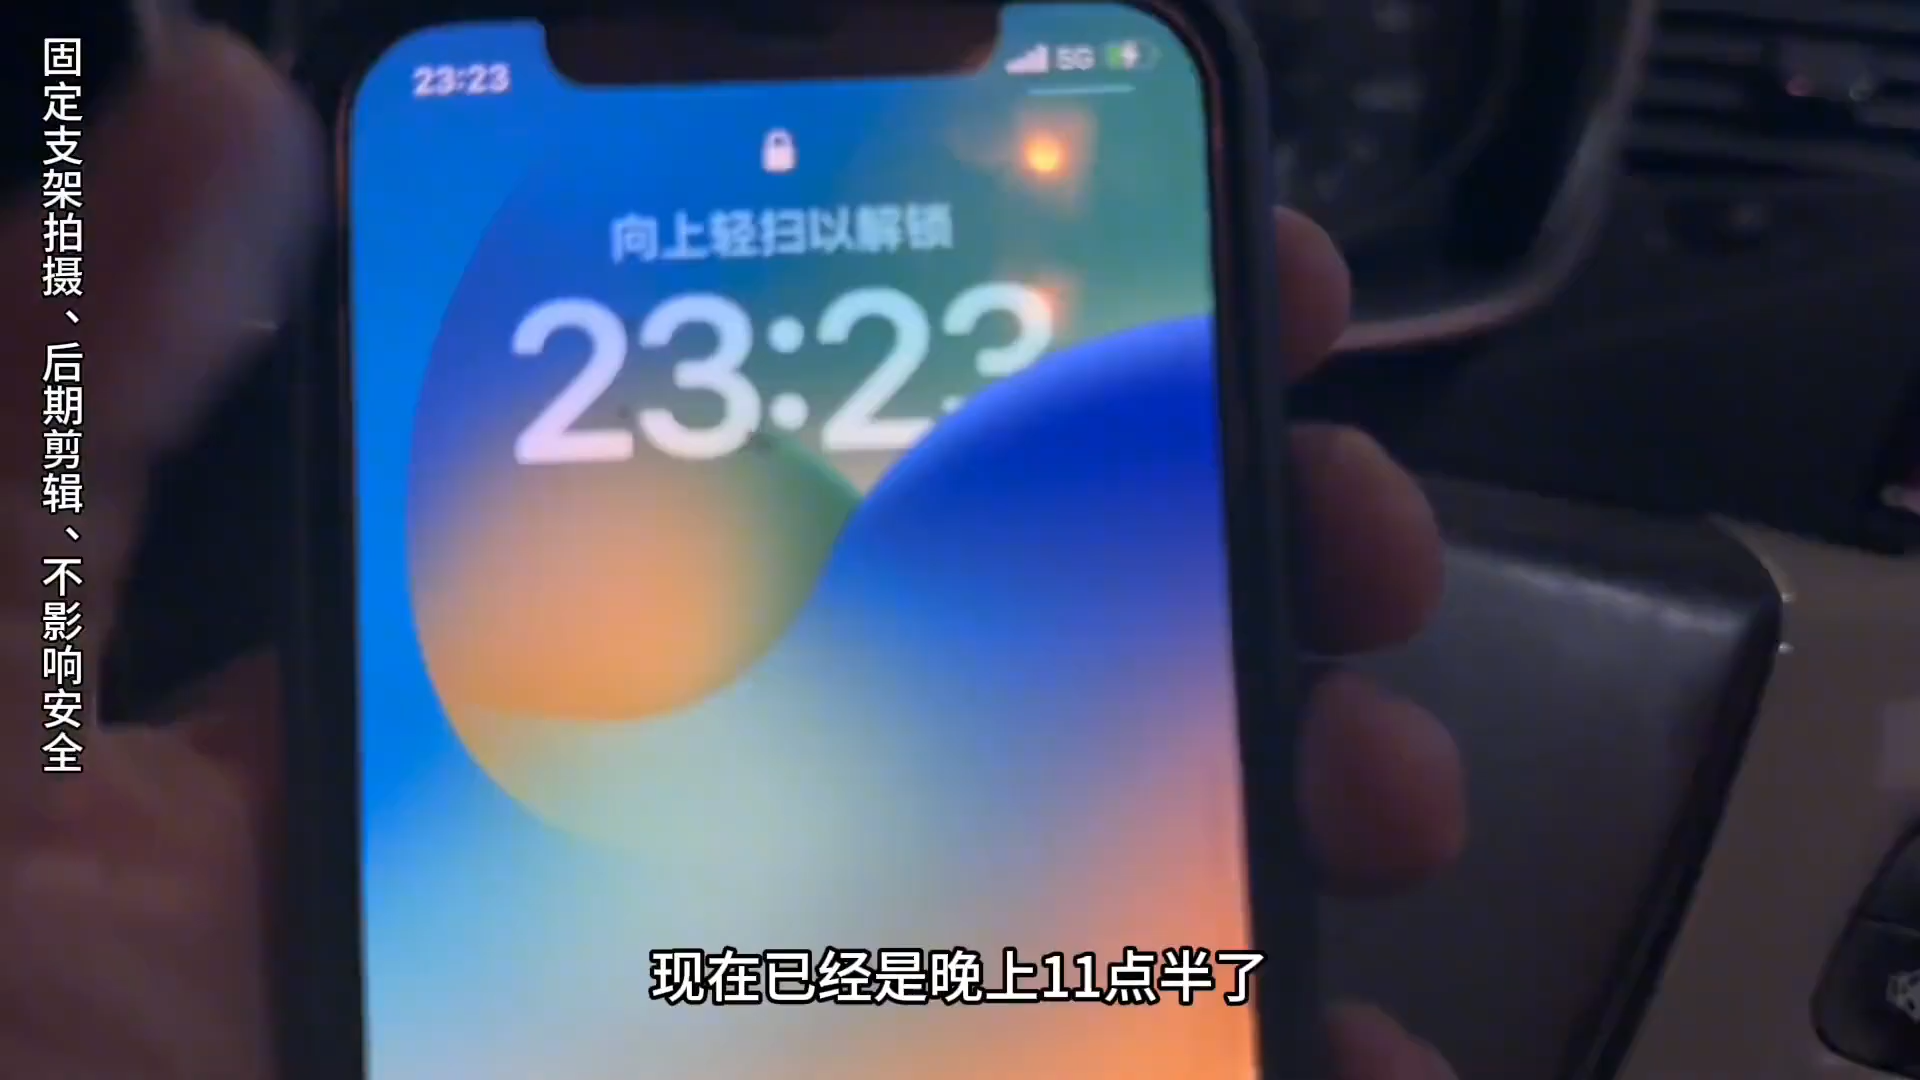 固定支架拍摄、后期剪辑、不影响安全
23:23
5G
向上轻扫以解锁
23:23
现在已经是晚上11点半了